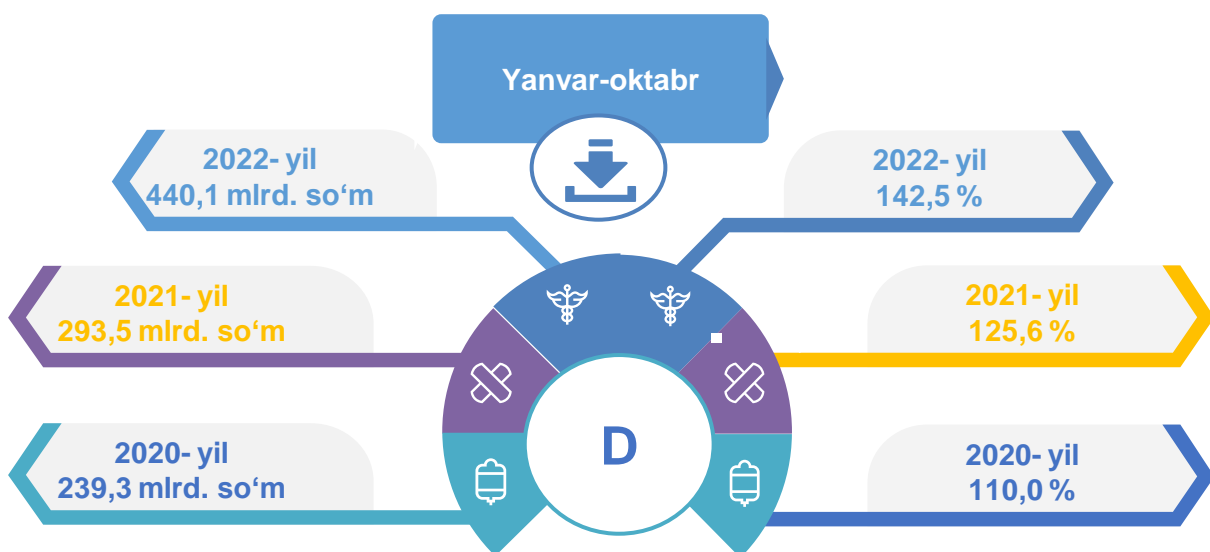 Yanvar-oktabr
2022- yil
440,1 mlrd. so‘m
2022- yil
142,5 %
2021- yil
293,5 mlrd. so‘m
2021- yil
125,6 %
2020- yil
239,3 mlrd. so‘m
2020- yil
110,0 %
D